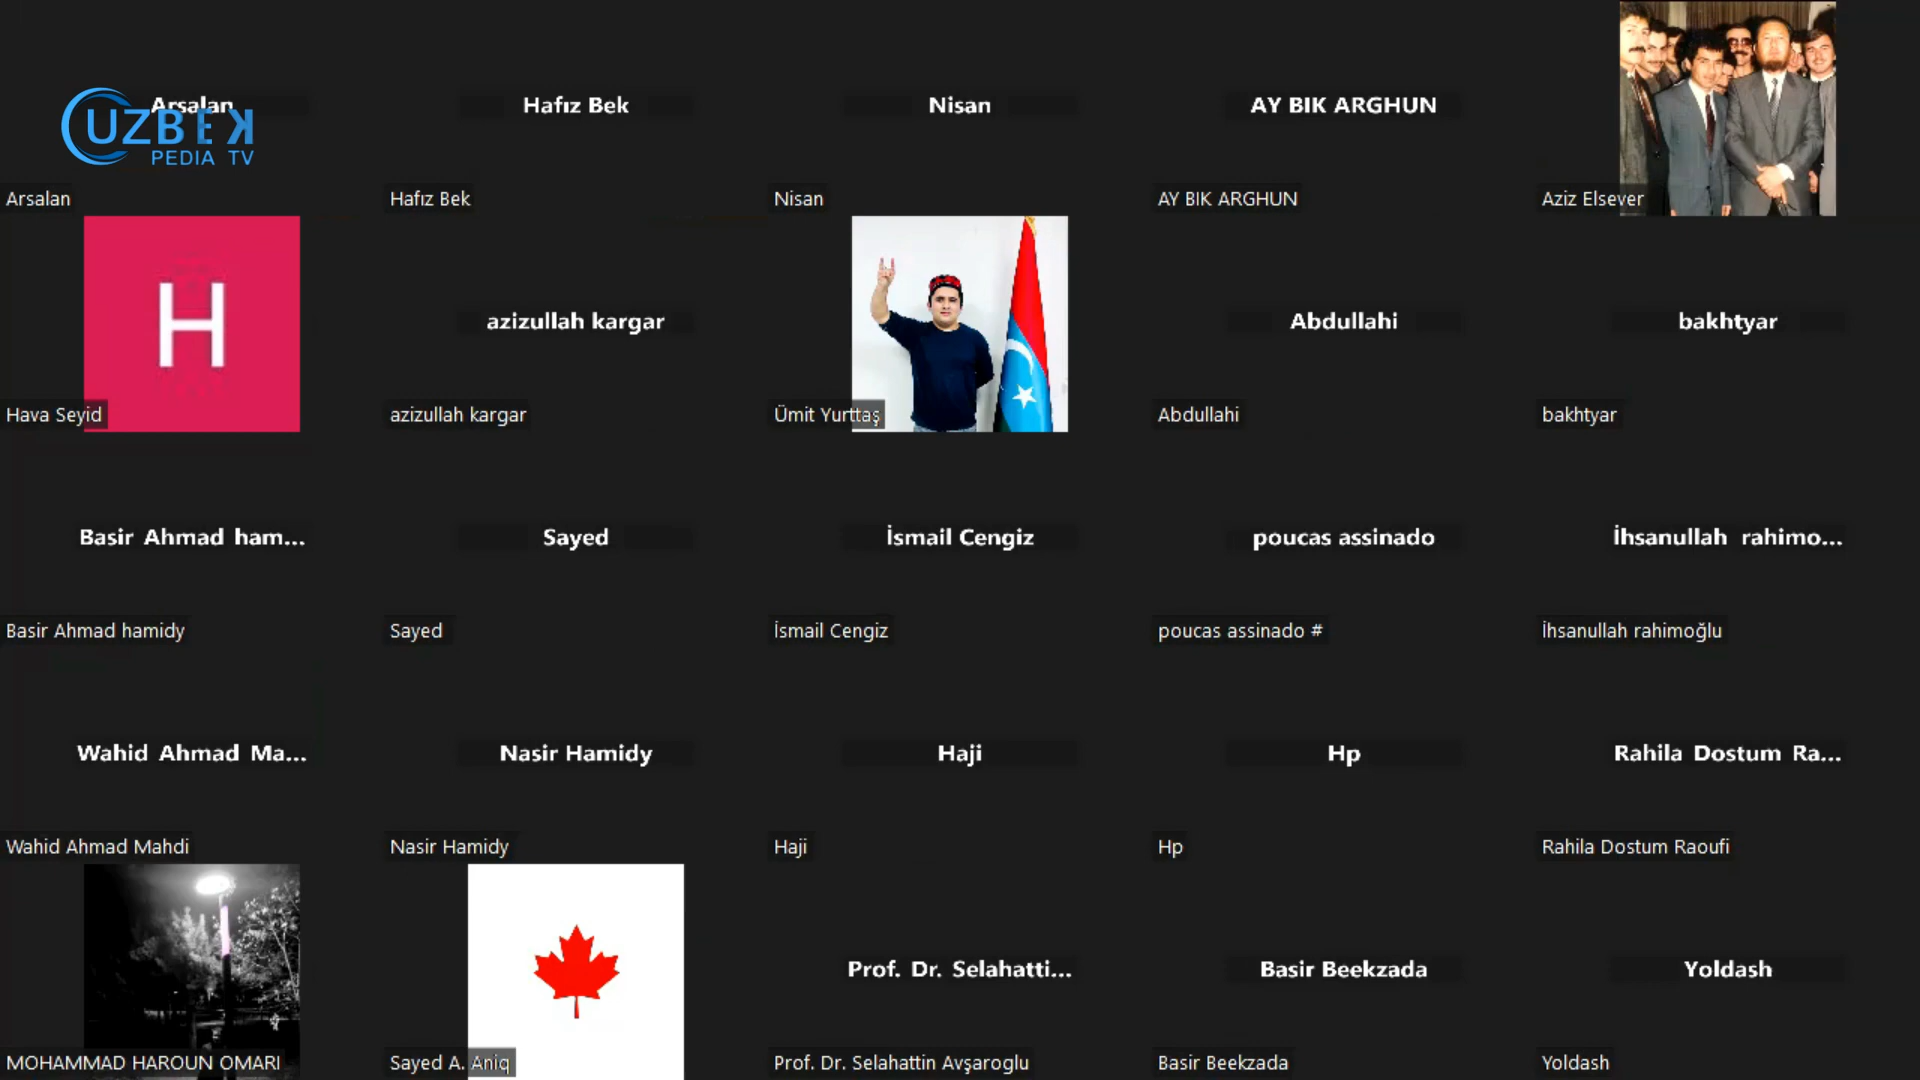 Arsalan
Hafız Bek
Nisan
AY BIK ARGHUN
UZBEK
PEDIA TV
Arsalan
Hafız Bek
Nisan
AY BIK ARGHUN
Aziz Elsever
H
azizullah kargar
Abdullahi
bakhtyar
Hava Seyid
azizullah kargar
Ümit Yurttaş
Abdullahi
bakhtyar
Basir Ahmad ham...
Sayed
İsmail Cengiz
poucas assinado
İhsanullah rahimo...
Basir Ahmad hamidy
Sayed
İsmail Cengiz
poucas assinado #
İhsanullah rahimoğlu
Wahid Ahmad Ma...
Nasir Hamidy
Haji
Hp
Rahila Dostum Ra...
Wahid Ahmad Mahdi
Nasir Hamidy
Haji
Hp
Rahila Dostum Raoufi
Prof. Dr. Selahatti...
Basir Beekzada
Yoldash
MOHAMMAD HAROUN OMARI
Sayed A. Aniq
Prof. Dr. Selahattin Avşaroglu
Basir Beekzada
Yoldash